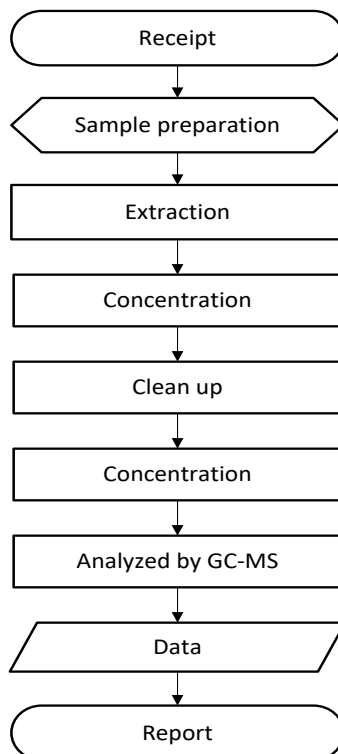 Receipt
Sample preparation
Extraction
Concentration
Clean up
Concentration
Analyzed by GC-MS
Data
Report